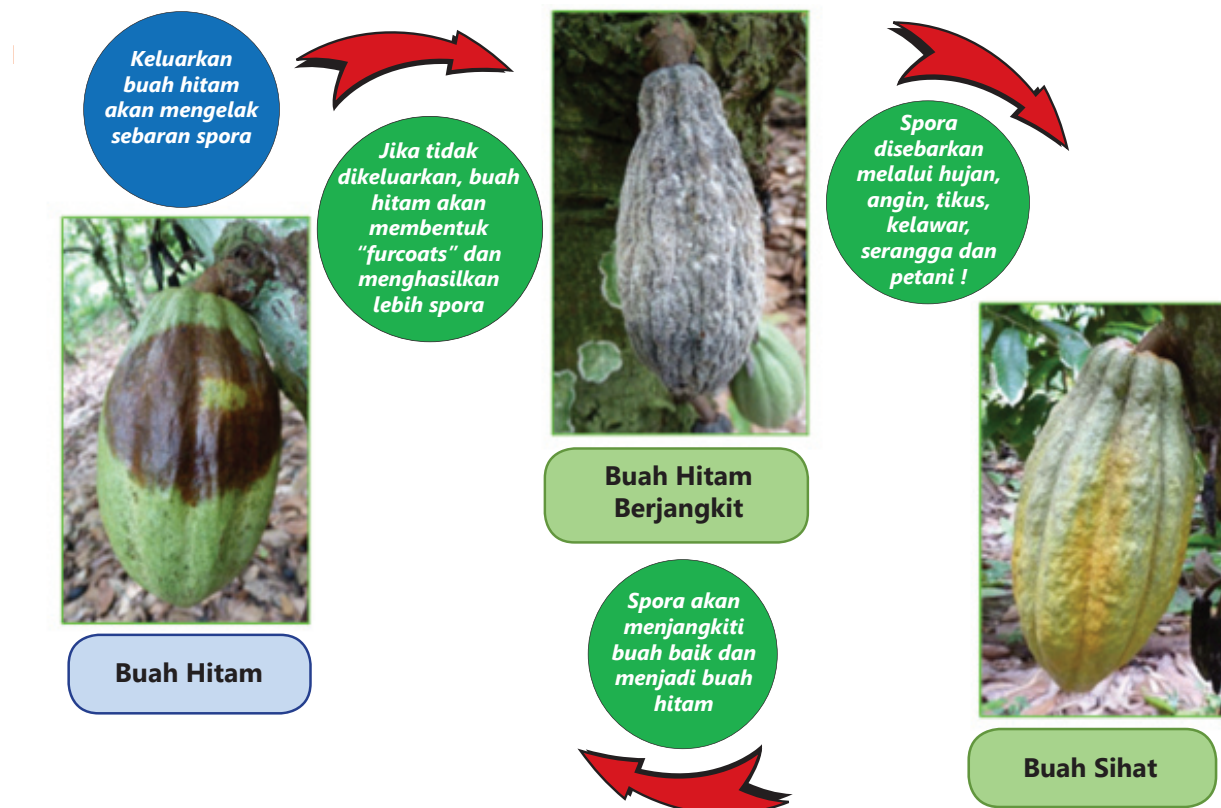 Keluarkan
buah hitam
akan mengelak
sebaran spora
Jika tidak
dikeluarkan, buah
hitam akan
membentuk
“furcoats” dan
menghasilkan
lebih spora
Spora
disebarkan
melalui hujan,
angin, tikus,
kelawar,
serangga dan
petani !
Buah Hitam
Buah Hitam
Berjangkit
Spora akan
menjangkiti
buah baik dan
menjadi buah
hitam
Buah Sihat